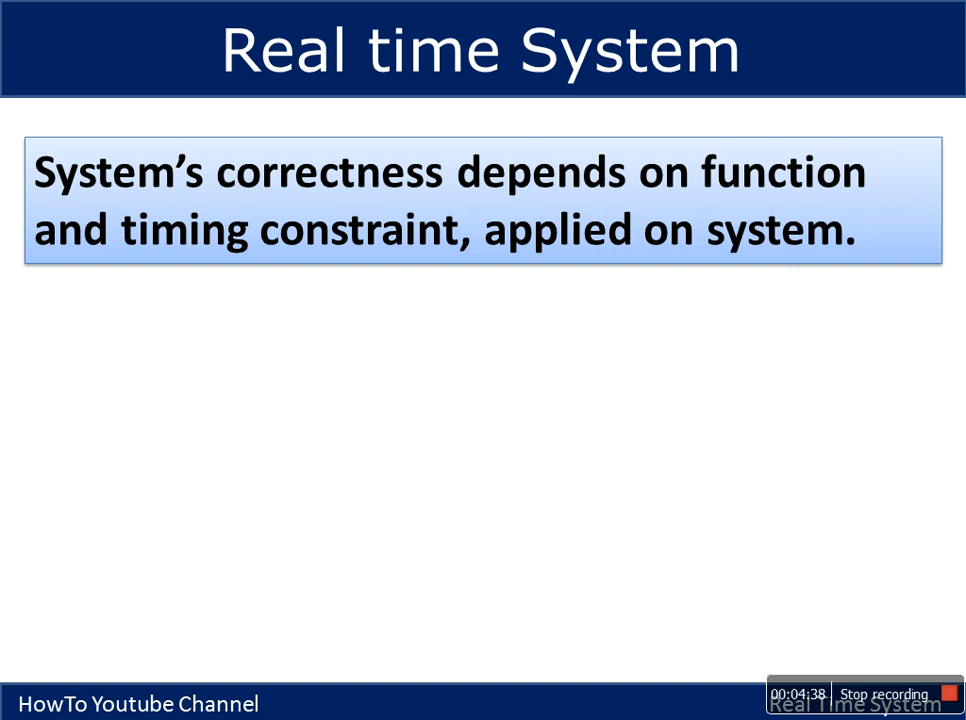 Real time System
System’s correctness depends on function
and timing constraint, applied on system.
HowTo Youtube Channel
00:04:38 Stop recording
Real Time System